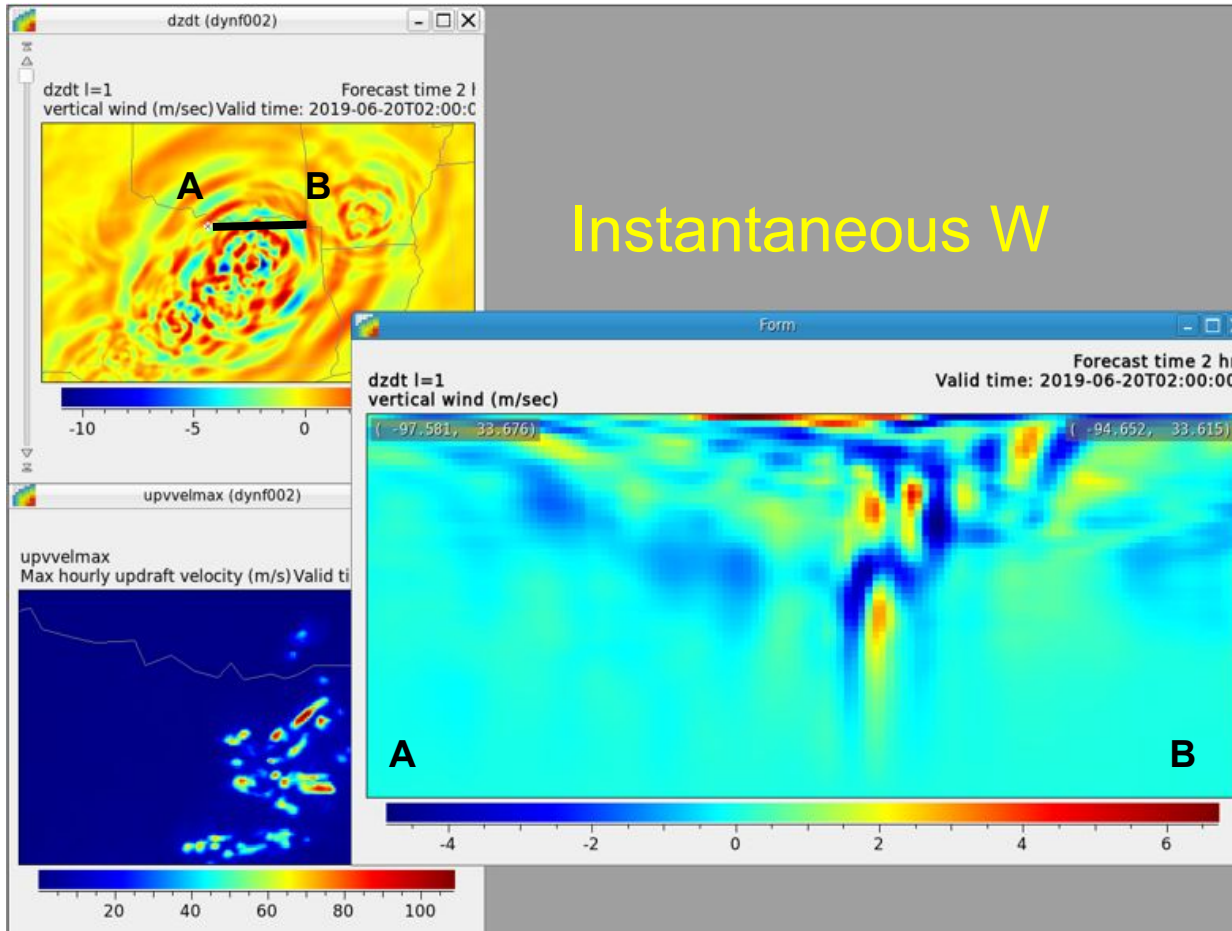 dzdt (dynf002)
dzdt l=1
Forecast time 2 h
vertical wind (m/sec) Valid time: 2019-06-20T02:00:0
A
B
-10 -5 0
Instantaneous W
Form
Forecast time 2 hr
dzdt l=1
Valid time: 2019-06-20T02:00:00
vertical wind (m/sec)
( -97.581, 33.676)
( -94.652, 33.615)
A
B
-4 -2 0 2 4 6
upvvelmax (dynf002)
upvvelmax
Max hourly updraft velocity (m/s) Valid ti
20 40 60 80 100